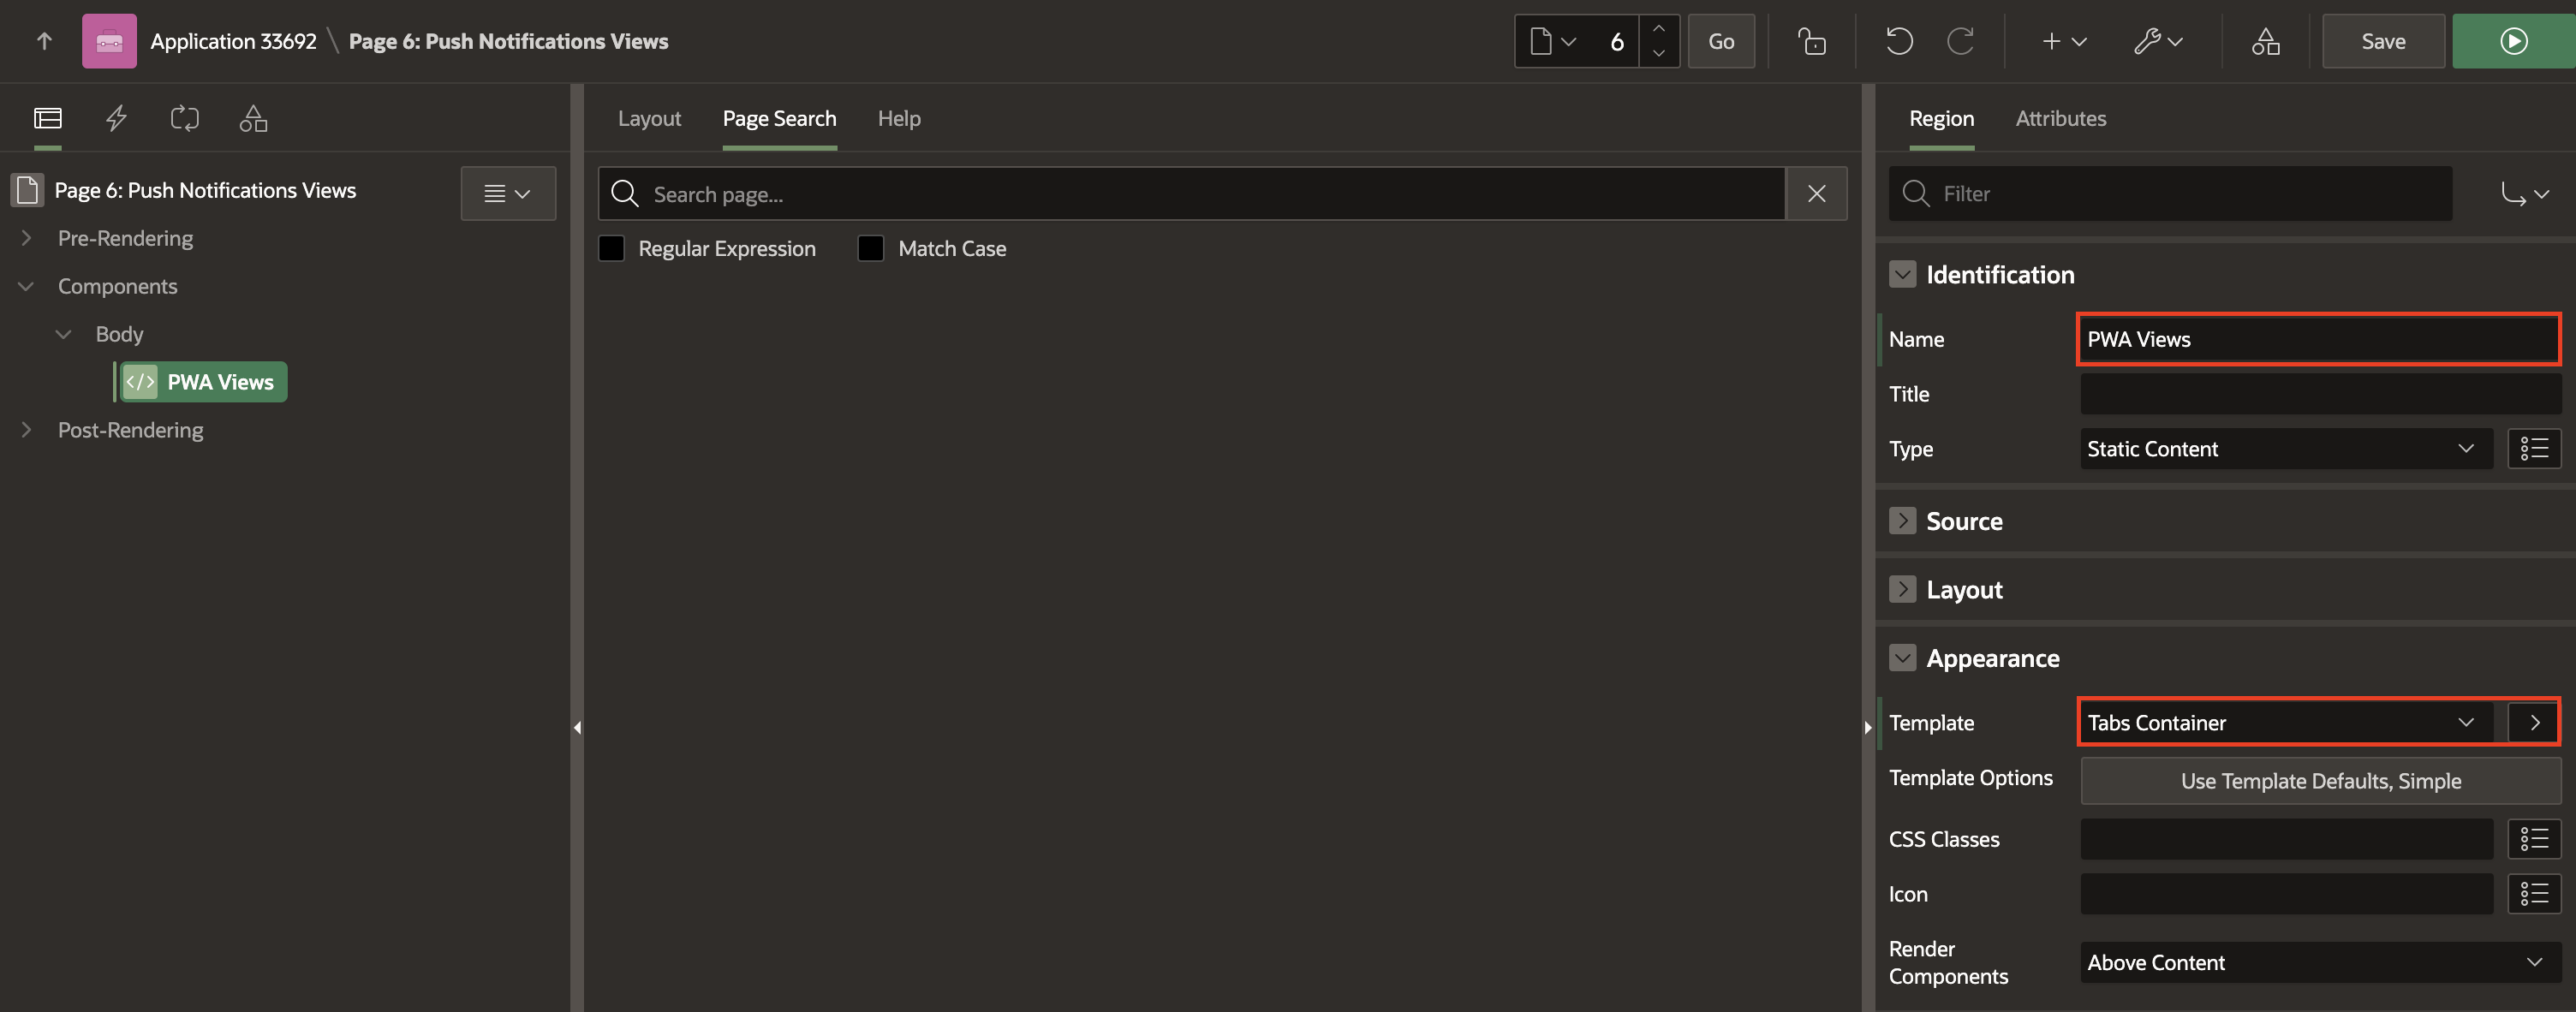 Application 33692 \ Page 6: Push Notifications Views
6
Go
Save
Page 6: Push Notifications Views
Pre-Rendering
Components
Body
</> PWA Views
Post-Rendering
Layout Page Search Help
Search page...
Regular Expression Match Case
Region Attributes
Filter
Identification
Name PWA Views
Title
Type Static Content
Source
Layout
Appearance
Template Tabs Container
Template Options Use Template Defaults, Simple
CSS Classes
Icon
Render
Components Above Content